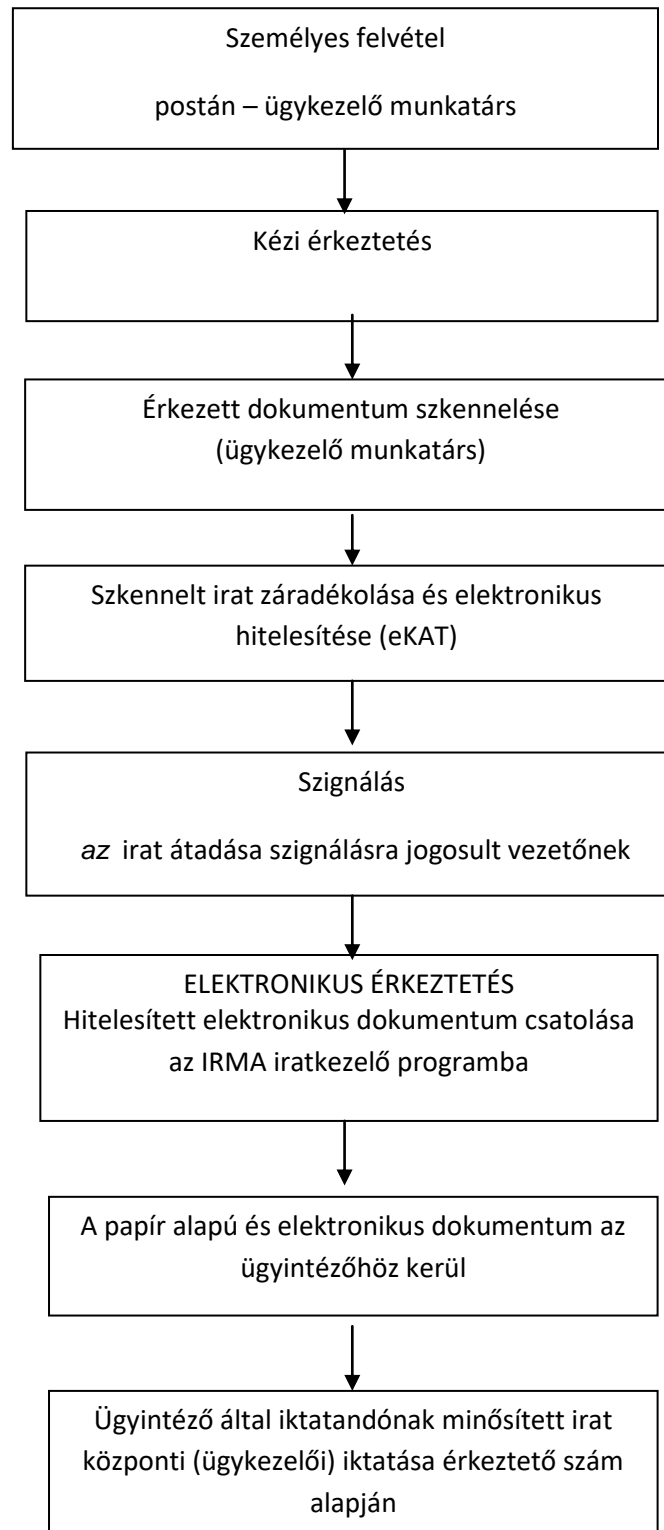 Személyes felvétel
postán – ügykezelő munkatárs
Kézi érkeztetés
Érkezett dokumentum szkennelése
(ügykezelő munkatárs)
Szkennelt irat záradékolása és elektronikus
hitelesítése (eKAT)
Szignálás
az irat átadása szignálásra jogosult vezetőnek
ELEKTRONIKUS ÉRKEZTETÉS
Hitelesített elektronikus dokumentum csatolása
az IRMA iratkezelő programba
A papír alapú és elektronikus dokumentum az
ügyintézőhöz kerül
Ügyintéző által iktatandónak minősített irat
központi (ügykezelői) iktatása érkeztető szám
alapján